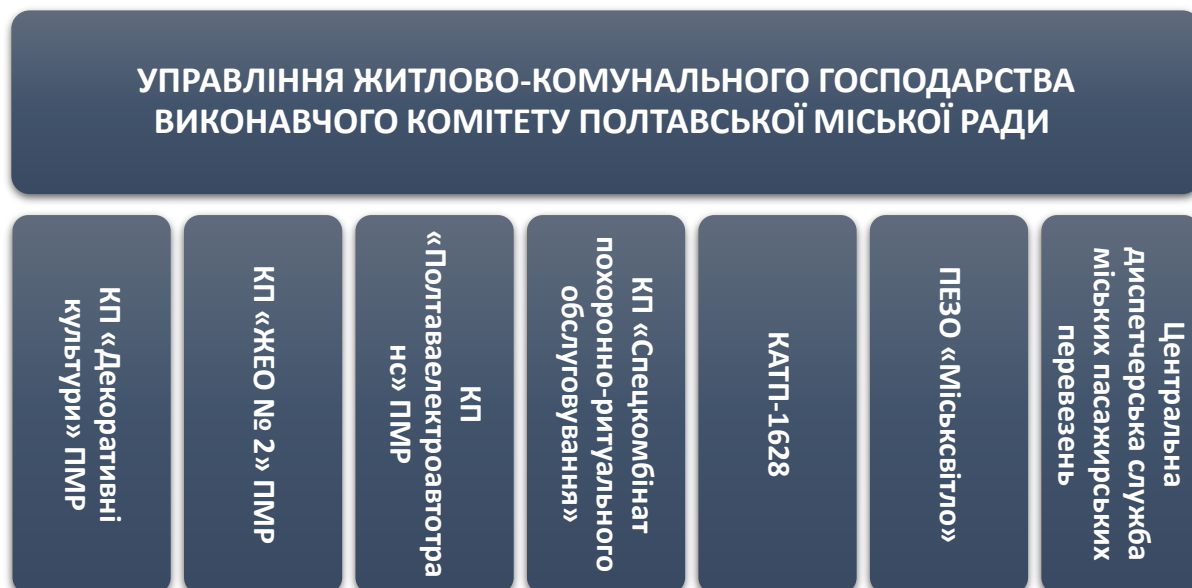 УПРАВЛІННЯ ЖИТЛОВО-КОМУНАЛЬНОГО ГОСПОДАРСТВА
ВИКОНАВЧОГО КОМІТЕТУ ПОЛТАВСЬКОЇ МІСЬКОЇ РАДИ
КП «Декоративні
культури» ПМР
КП «ЖЕО № 2» ПМР
КП
«Полтаваелектроавтотра
нс» ПМР
КП «Спецкомбінат
похоронно-ритуального
обслуговування»
КАТП-1628
ПЕЗО «Міськсвітло»
Центральна
диспетчерська служба
міських пасажирських
перевезень